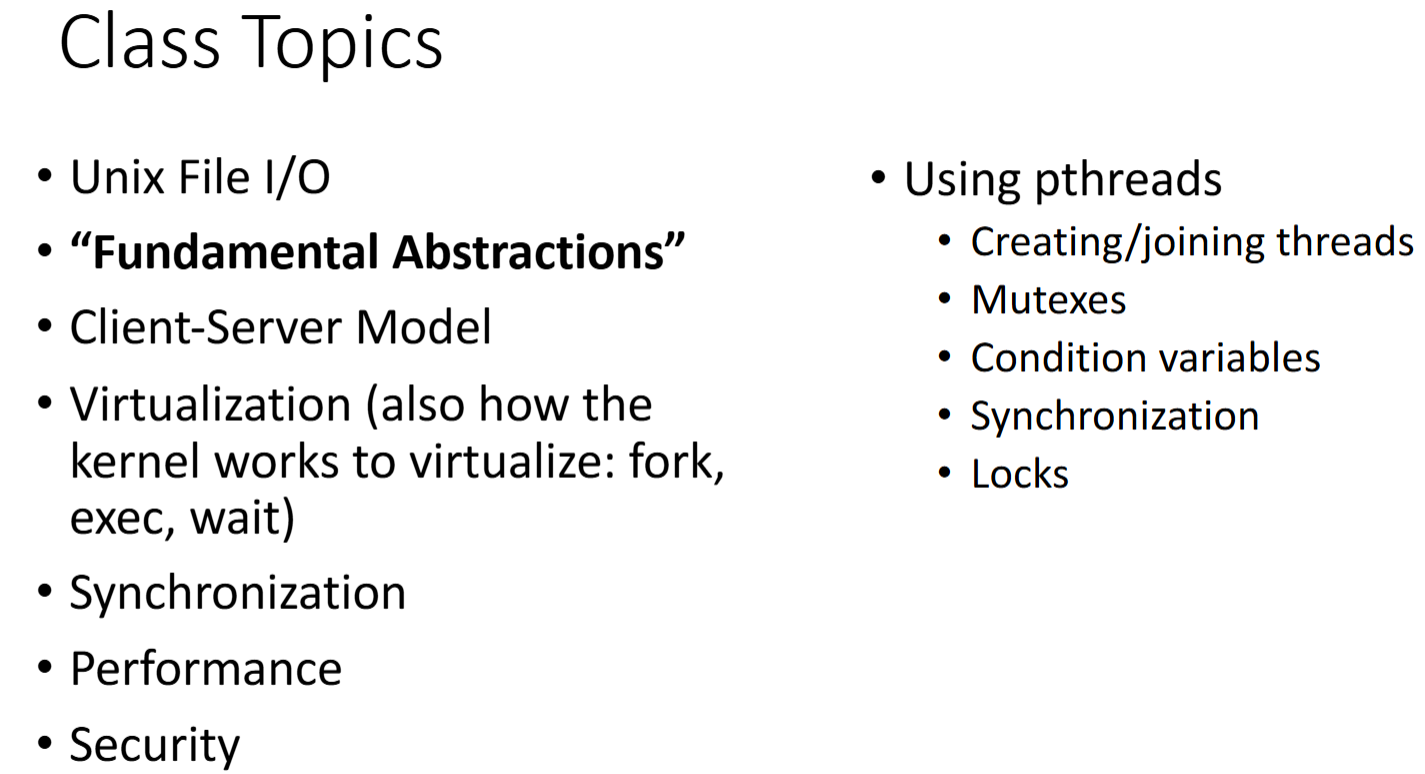 Class Topics
• Unix File I/O
• “Fundamental Abstractions”
• Client-Server Model
• Virtualization (also how the
kernel works to virtualize: fork,
exec, wait)
• Synchronization
• Performance
• Security
• Using pthreads
• Creating/joining threads
• Mutexes
• Condition variables
• Synchronization
• Locks